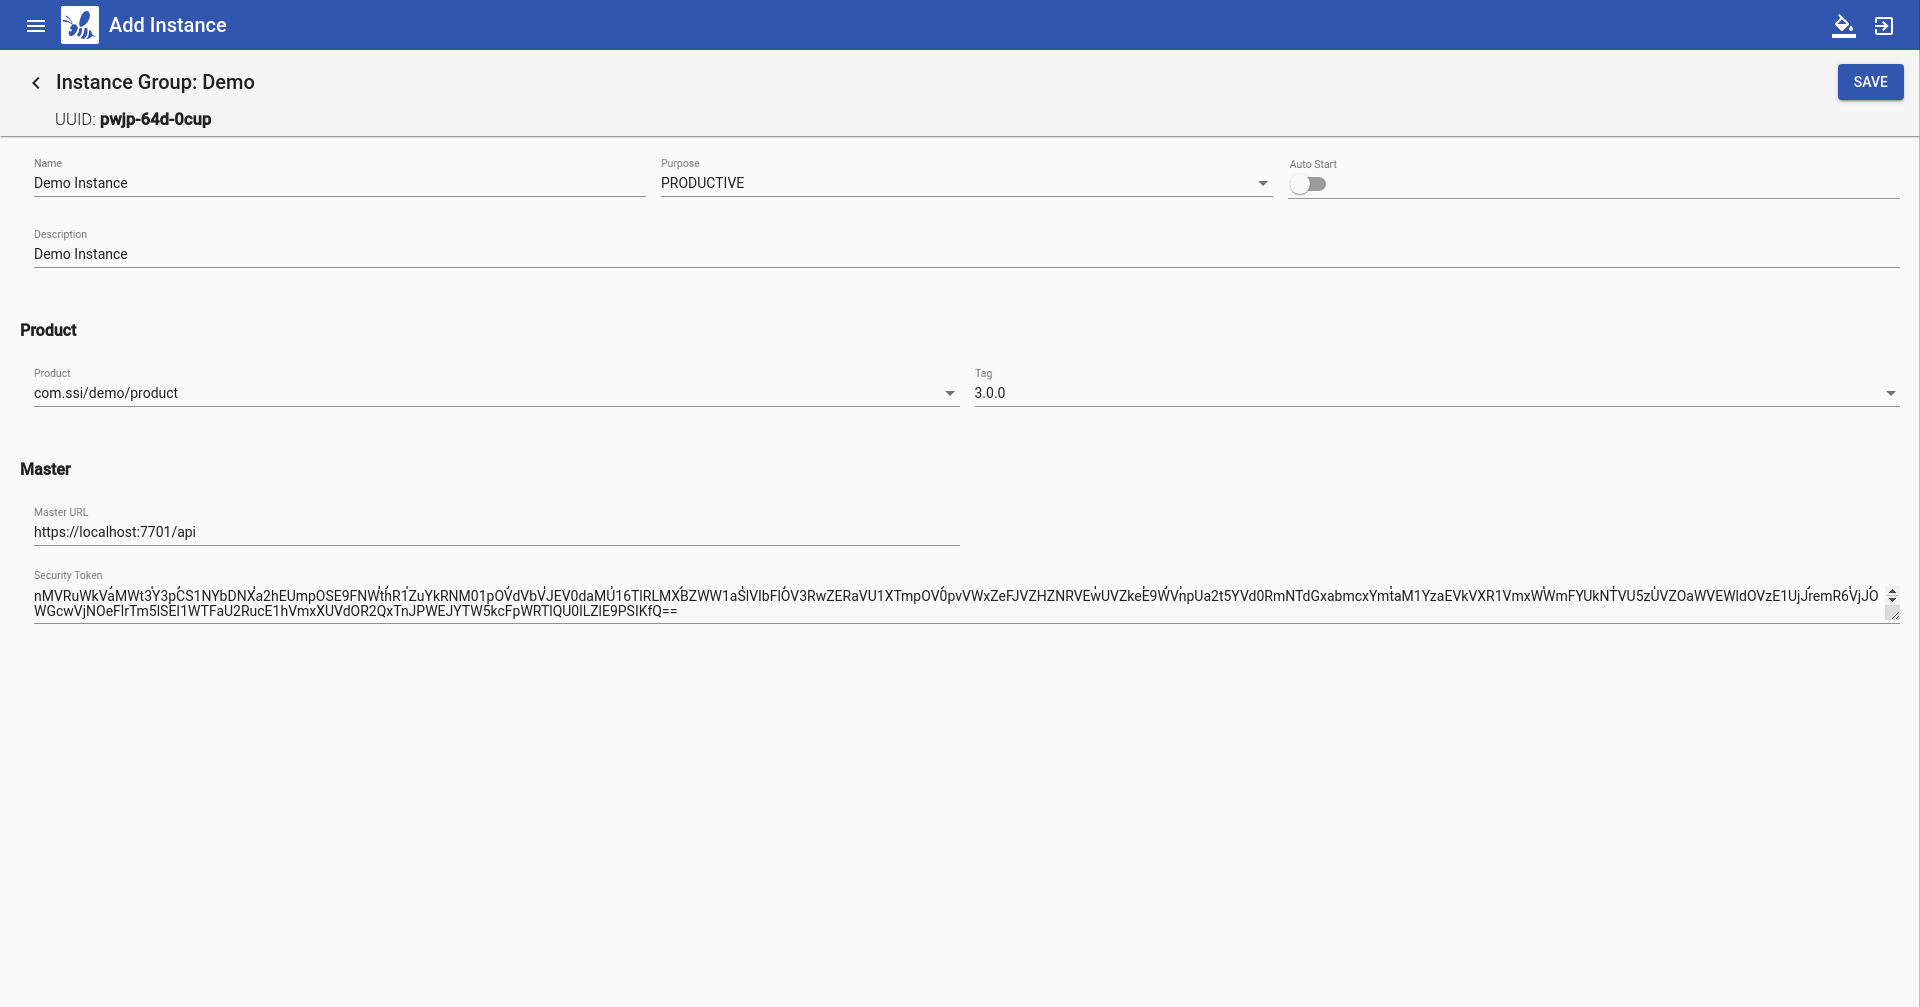 Add Instance
Instance Group: Demo
SAVE
UUID: pwjp-64d-0cup
Name
Demo Instance
Purpose
PRODUCTIVE
Auto Start
Description
Demo Instance
Product
Product
com.ssi/demo/product
Tag
3.0.0
Master
Master URL
https://localhost:7701/api
Security Token